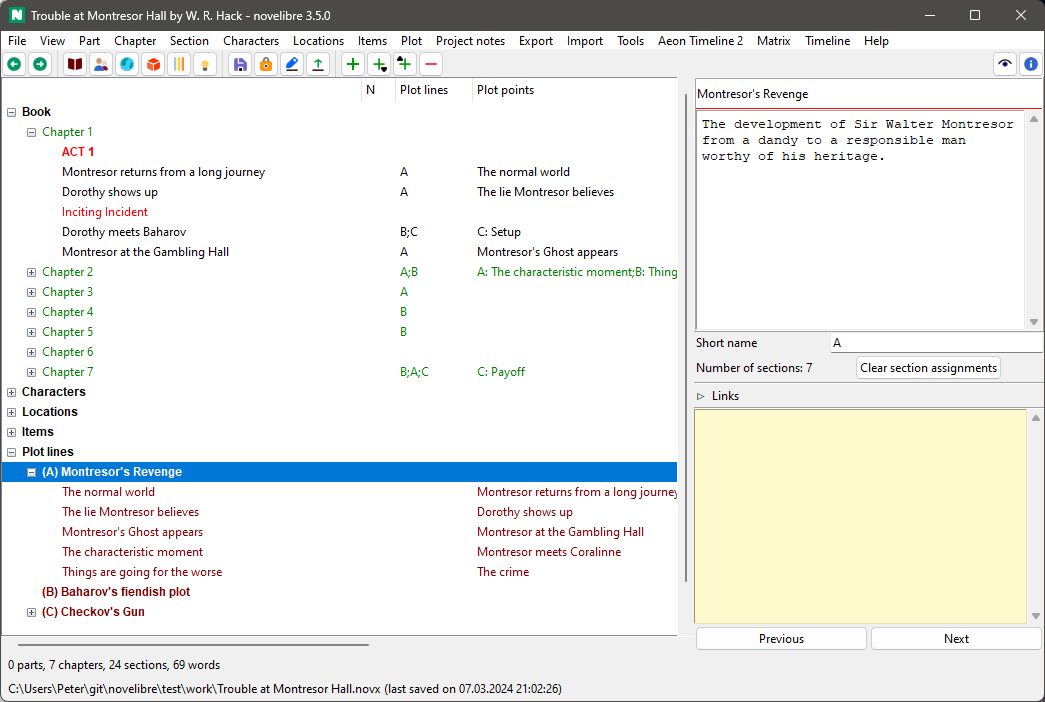 Trouble at Montresor Hall by W. R. Hack - novelibre 3.5.0
File View Part Chapter Section Characters Locations Items Plot Project notes Export Import Tools Aeon Timeline 2 Matrix Timeline Help
N Plot lines Plot points
Book
Chapter 1
ACT 1
Montresor returns from a long journey A The normal world
Dorothy shows up A The lie Montresor believes
Inciting Incident
Dorothy meets Baharov B;C C: Setup
Montresor at the Gambling Hall A Montresor's Ghost appears
Chapter 2 A;B A: The characteristic moment;B: Thing
Chapter 3 A
Chapter 4 B
Chapter 5 B
Chapter 6
Chapter 7 B;A;C C: Payoff
Characters
Locations
Items
Plot lines
(A) Montresor's Revenge
The normal world Montresor returns from a long journey
The lie Montresor believes Dorothy shows up
Montresor's Ghost appears Montresor at the Gambling Hall
The characteristic moment Montresor meets Coralinne
Things are going for the worse The crime
(B) Baharov's fiendish plot
(C) Checkov's Gun
Montresor's Revenge
The development of Sir Walter Montresor
from a dandy to a responsible man
worthy of his heritage.
Short name A
Number of sections: 7 Clear section assignments
Links
Previous Next
0 parts, 7 chapters, 24 sections, 69 words
C:\Users\Peter\git\novelibre\test\work\Trouble at Montresor Hall.novx (last saved on 07.03.2024 21:02:26)